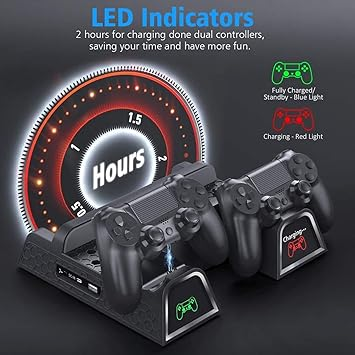 LED Indicators
2 hours for charging done dual controllers,
saving your time and have more fun.
Fully Charged/
Standby - Blue Light
Charging - Red Light
0.5
1
1.5
2
Hours
Charging...